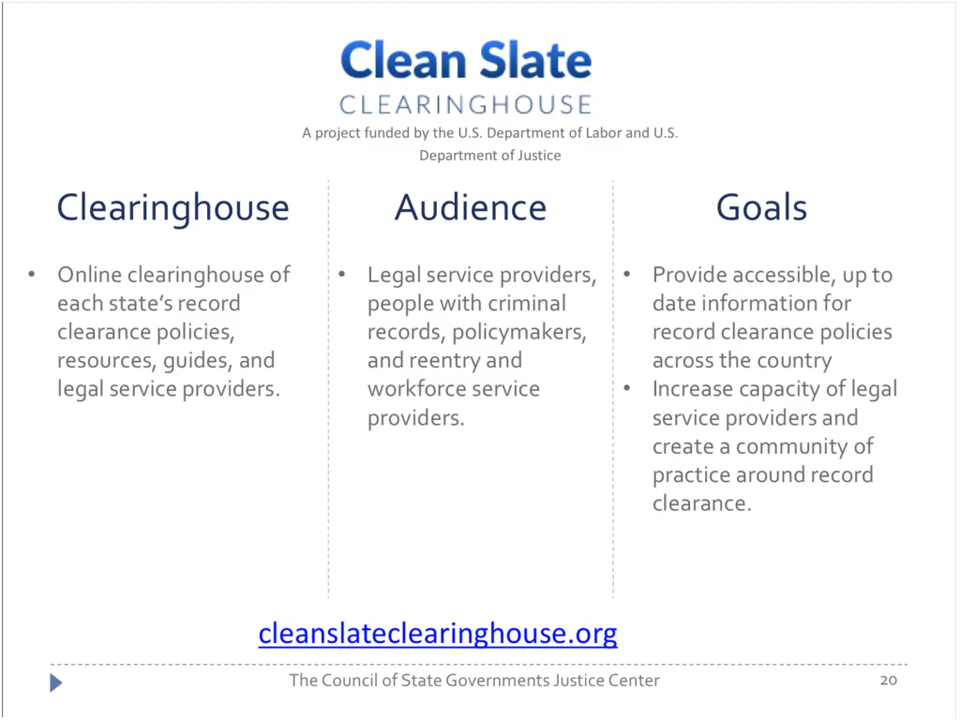 Clean Slate
CLEARINGHOUSE
A project funded by the U.S. Department of Labor and U.S.
Department of Justice
Clearinghouse
• Online clearinghouse of
each state's record
clearance policies,
resources, guides, and
legal service providers.
Audience
• Legal service providers,
people with criminal
records, policymakers,
and reentry and
workforce service
providers.
Goals
• Provide accessible, up to
date information for
record clearance policies
across the country
• Increase capacity of legal
service providers and
create a community of
practice around record
clearance.
cleanslateclearinghouse.org
The Council of State Governments Justice Center
20